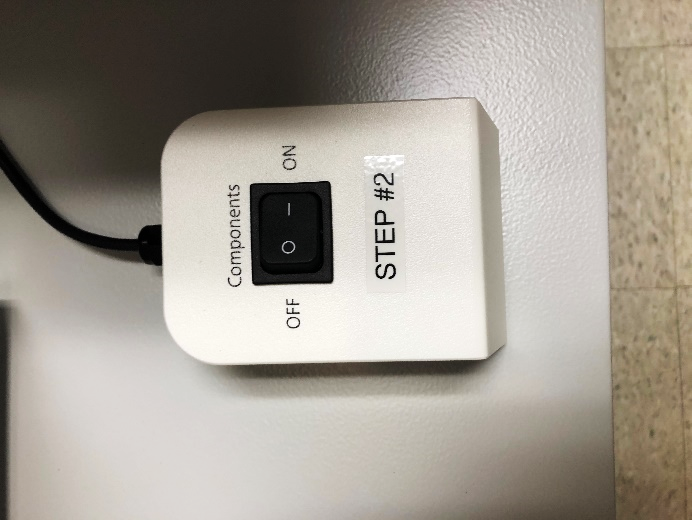 Components
OFF O I ON
STEP #2